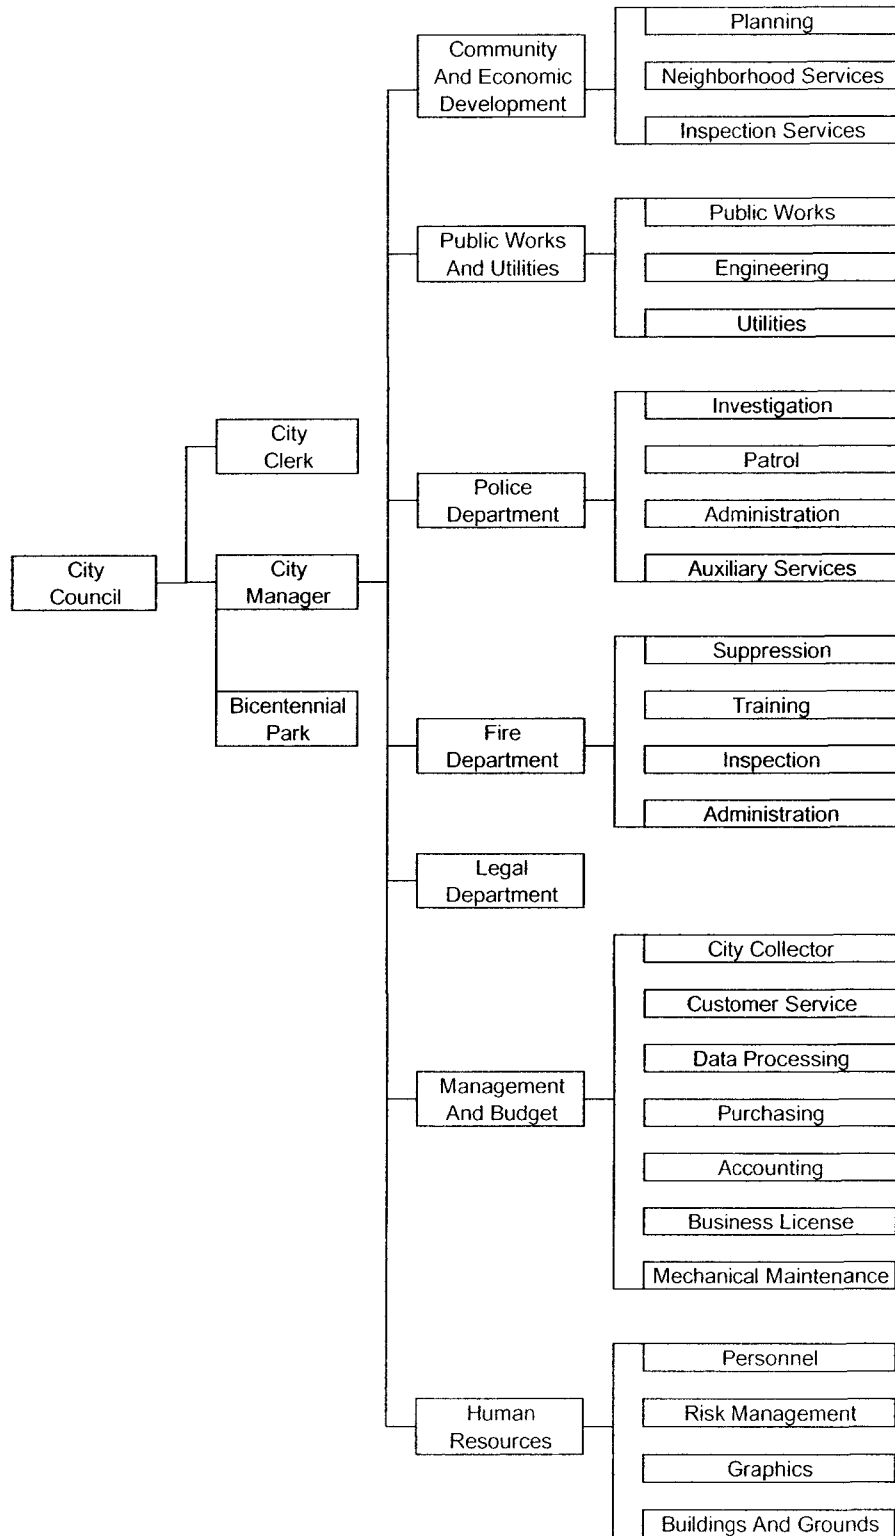 City
Council
City
Clerk
City
Manager
Bicentennial
Park
Community
And Economic
Development
Planning
Neighborhood Services
Inspection Services
Public Works
And Utilities
Public Works
Engineering
Utilities
Police
Department
Investigation
Patrol
Administration
Auxiliary Services
Fire
Department
Suppression
Training
Inspection
Administration
Legal
Department
Management
And Budget
City Collector
Customer Service
Data Processing
Purchasing
Accounting
Business License
Mechanical Maintenance
Human
Resources
Personnel
Risk Management
Graphics
Buildings And Grounds